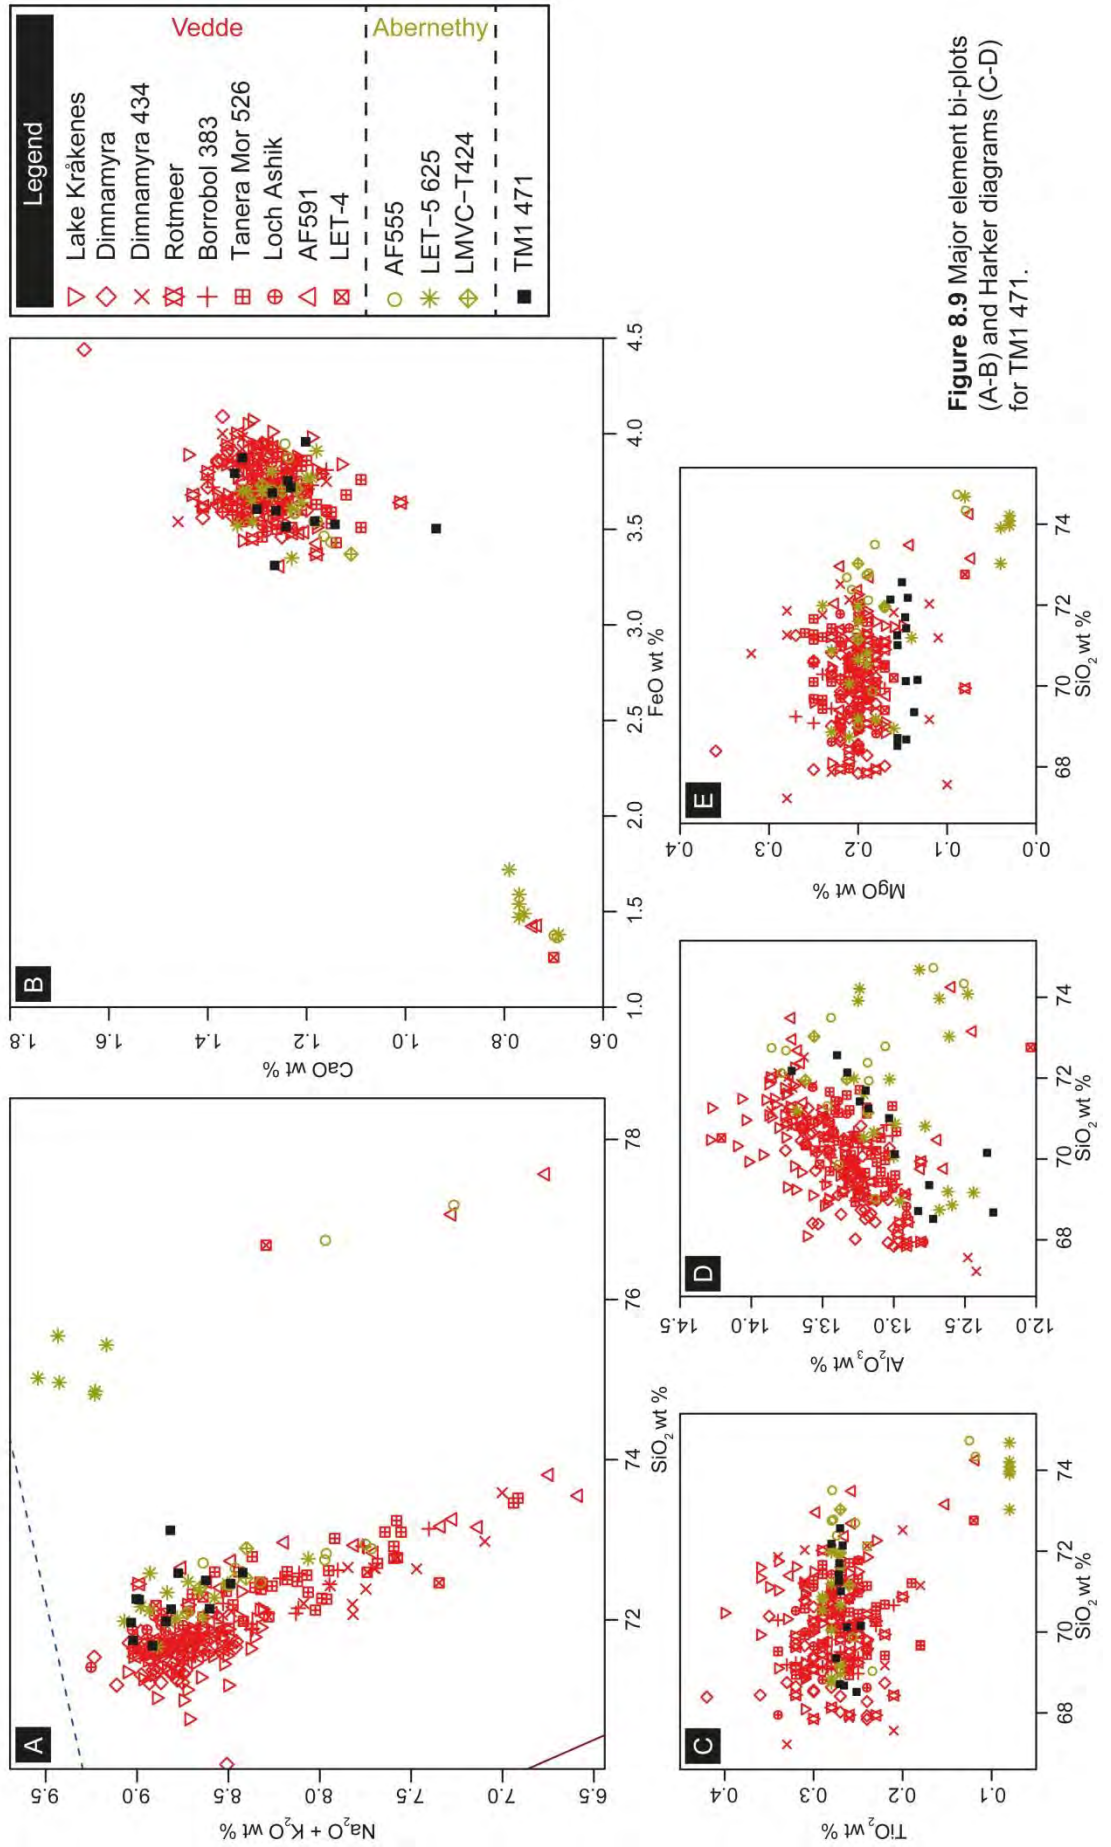 A
Na₂O + K₂O wt %
9.5
9.0
8.5
8.0
7.5
7.0
6.5
72
74
76
78
SiO₂ wt %
B
CaO wt %
1.8
1.6
1.4
1.2
1.0
0.8
0.6
1.0
1.5
2.0
2.5
3.0
3.5
4.0
4.5
FeO wt %
Legend
Vedde
Lake Kråkenes
Dimnamyra
Dimnamyra 434
Rotmeer
Borrobol 383
Tanera Mor 526
Loch Ashik
AF591
LET-4
Abernethy
AF555
LET−5 625
LMVC−T424
TM1 471
C
TiO₂ wt %
0.3
0.2
0.1
68
70
72
74
SiO₂ wt %
D
Al₂O₃ wt %
14.5
14.0
13.5
13.0
12.5
12.0
68
70
72
74
SiO₂ wt %
E
MgO wt %
0.4
0.3
0.2
0.1
0.0
68
70
72
74
SiO₂ wt %
Figure 8.9 Major element bi-plots
(A-B) and Harker diagrams (C-D)
for TM1 471.